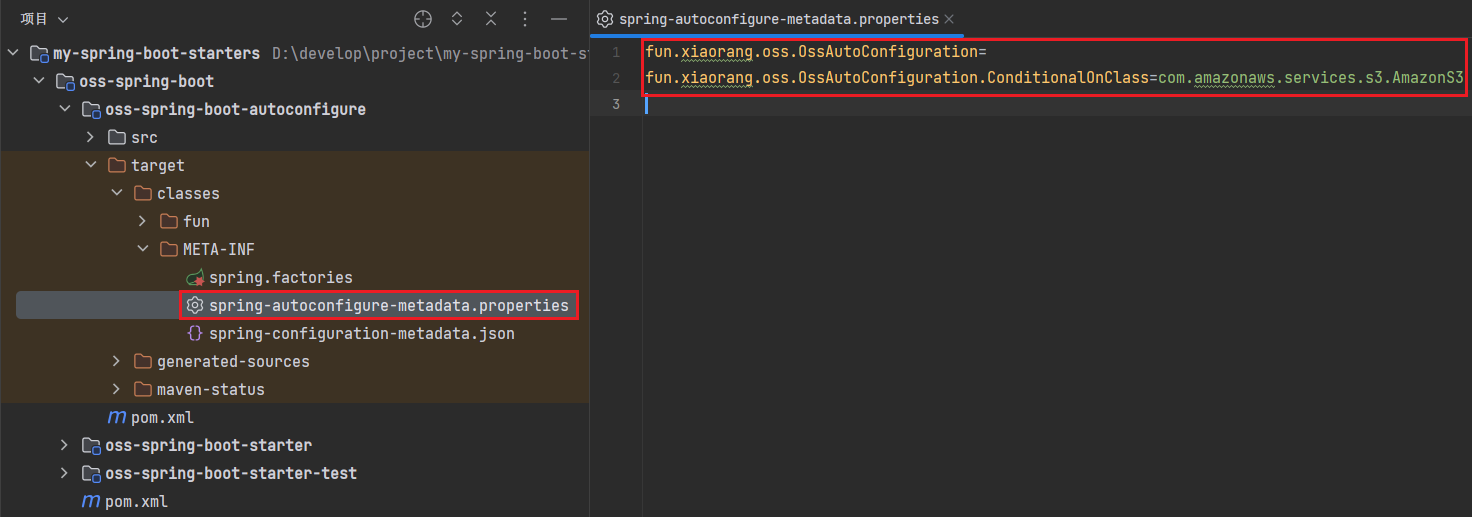 项目
my-spring-boot-starters D:\develop\project\my-spring-boot-st
oss-spring-boot
oss-spring-boot-autoconfigure
src
target
classes
fun
META-INF
spring.factories
spring-autoconfigure-metadata.properties
spring-configuration-metadata.json
generated-sources
maven-status
pom.xml
oss-spring-boot-starter
oss-spring-boot-starter-test
pom.xml
spring-autoconfigure-metadata.properties
1 fun.xiaorang.oss.OssAutoConfiguration=
2 fun.xiaorang.oss.OssAutoConfiguration.ConditionalOnClass=com.amazonaws.services.s3.AmazonS3
3